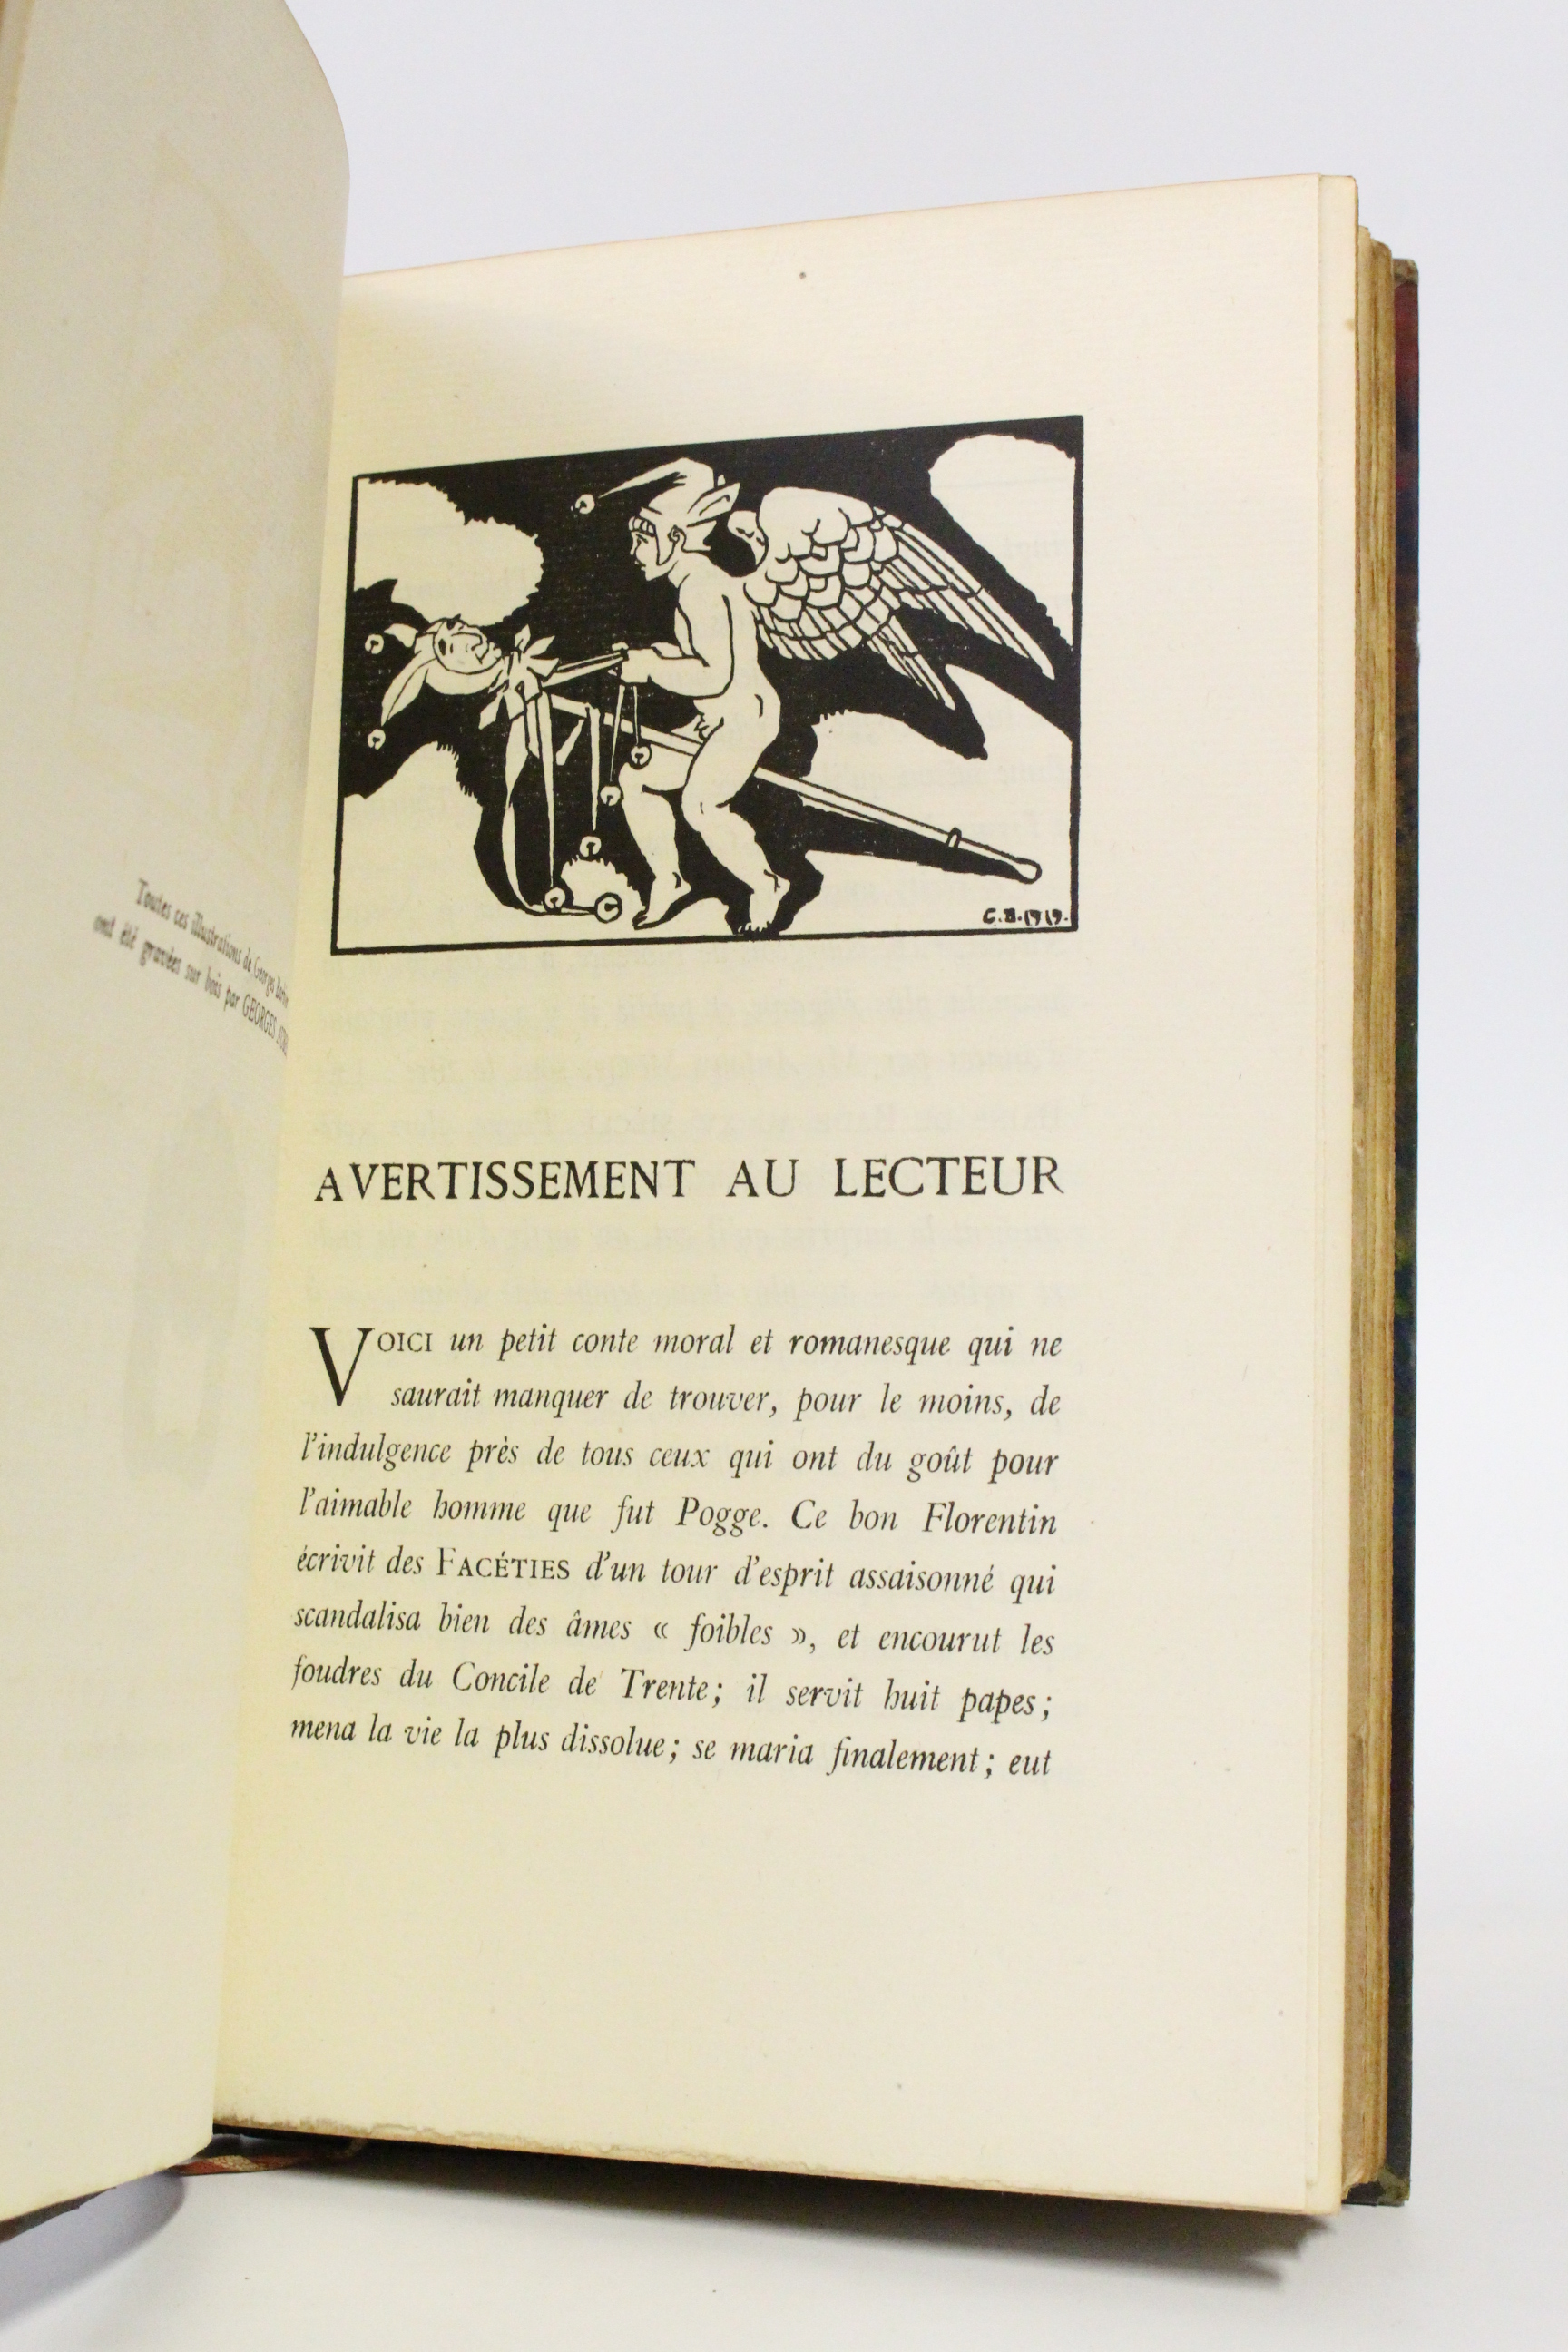 Toutes ces illustrations de Georges
ont été gravées sur bois par GEORGES
G.B.1919.
AVERTISSEMENT AU LECTEUR
VOICI un petit conte moral et romanesque qui ne
saurait manquer de trouver, pour le moins, de
l'indulgence près de tous ceux qui ont du goût pour
l'aimable homme que fut Pogge. Ce bon Florentin
écrivit des FACÉTIES d'un tour d'esprit assaisonné qui
scandalisa bien des âmes « foibles », et encourut les
foudres du Concile de Trente; il servit huit papes;
mena la vie la plus dissolue; se maria finalement; eut